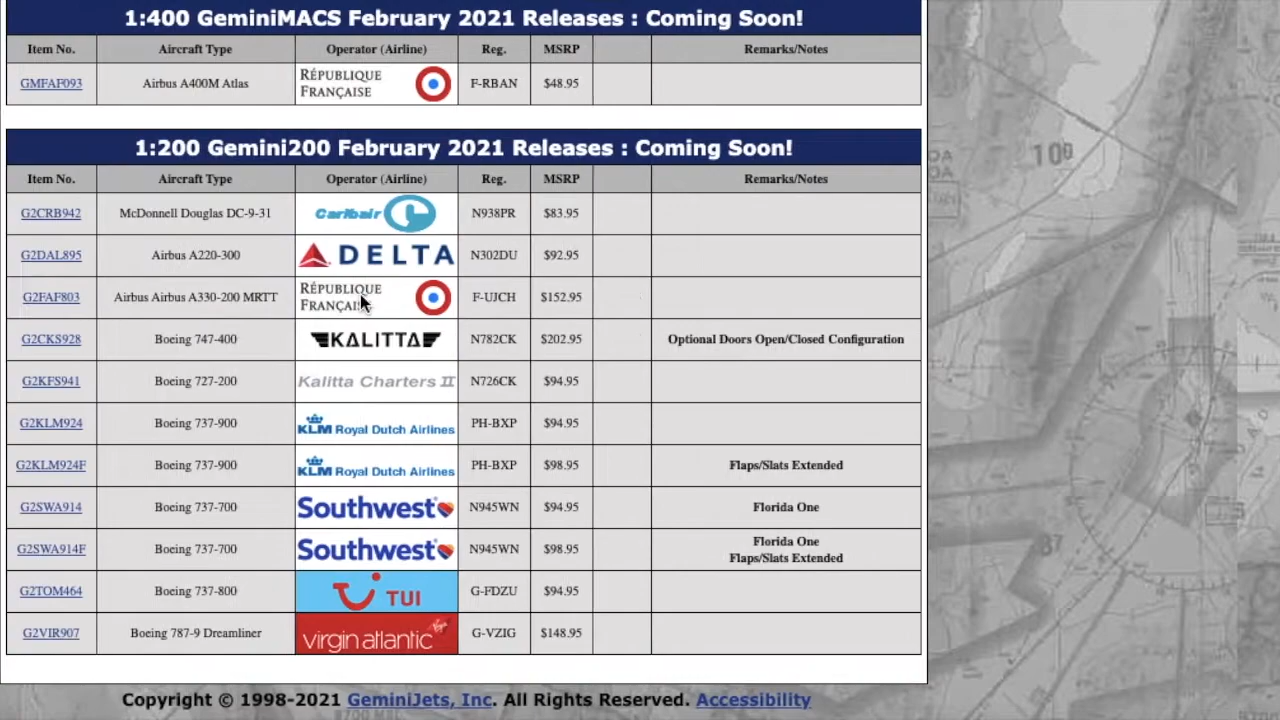 1:400 GeminiMACS February 2021 Releases : Coming Soon!
Item No. Aircraft Type Operator (Airline) Reg. MSRP Remarks/Notes
GMFAF093 Airbus A400M Atlas RÉPUBLIQUE FRANÇAISE F-RBAN $48.95
1:200 Gemini200 February 2021 Releases : Coming Soon!
Item No. Aircraft Type Operator (Airline) Reg. MSRP Remarks/Notes
G2CRB942 McDonnell Douglas DC-9-31 Caribair N938PR $83.95
G2DAL895 Airbus A220-300 DELTA N302DU $92.95
G2FAF803 Airbus Airbus A330-200 MRTT RÉPUBLIQUE FRANÇAISE F-UJCH $152.95
G2CKS928 Boeing 747-400 KALITTA N782CK $202.95 Optional Doors Open/Closed Configuration
G2KFS941 Boeing 727-200 Kalitta Charters II N726CK $94.95
G2KLM924 Boeing 737-900 KLM Royal Dutch Airlines PH-BXP $94.95
G2KLM924F Boeing 737-900 KLM Royal Dutch Airlines PH-BXP $98.95 Flaps/Slats Extended
G2SWA914 Boeing 737-700 Southwest N945WN $94.95 Florida One
G2SWA914F Boeing 737-700 Southwest N945WN $98.95 Florida One
Flaps/Slats Extended
G2TOM464 Boeing 737-800 TUI G-FDZU $94.95
G2VIR907 Boeing 787-9 Dreamliner virgin atlantic G-VZIG $148.95
Copyright © 1998-2021 GeminiJets, Inc. All Rights Reserved. Accessibility
100
87